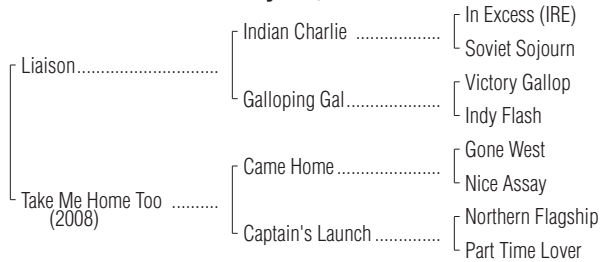 In Excess (IRE)
Indian Charlie ..................
Soviet Sojourn
Liaison.............................
Victory Gallop
Galloping Gal....................
Indy Flash
Gone West
Came Home......................
Nice Assay
Take Me Home Too ..........
(2008)
Northern Flagship
Captain's Launch ..............
Part Time Lover